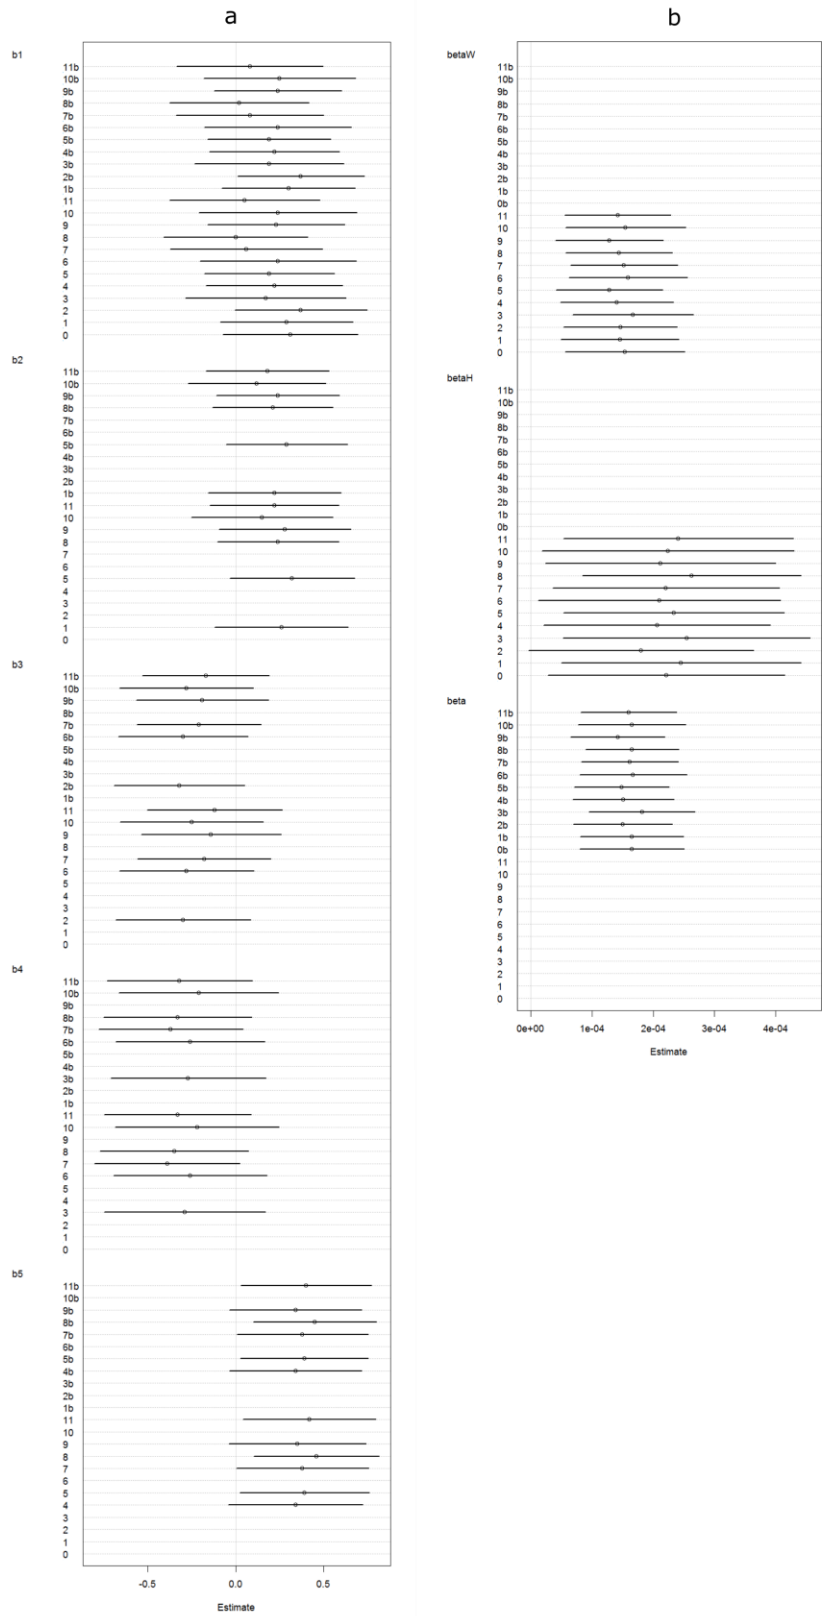 a
b1
11b
10b
9b
8b
7b
6b
5b
4b
3b
2b
1b
11
10
9
8
7
6
5
4
3
2
1
0
b2
11b
10b
9b
8b
7b
6b
5b
4b
3b
2b
1b
11
10
9
8
7
6
5
4
3
2
1
0
b3
11b
10b
9b
8b
7b
6b
5b
4b
3b
2b
1b
11
10
9
8
7
6
5
4
3
2
1
0
b4
11b
10b
9b
8b
7b
6b
5b
4b
3b
2b
1b
11
10
9
8
7
6
5
4
3
2
1
0
b5
11b
10b
9b
8b
7b
6b
5b
4b
3b
2b
1b
11
10
9
8
7
6
5
4
3
2
1
0
-0.5 0.0 0.5
Estimate
b
betaW
11b
10b
9b
8b
7b
6b
5b
4b
3b
2b
1b
0b
11
10
9
8
7
6
5
4
3
2
1
0
betaH
11b
10b
9b
8b
7b
6b
5b
4b
3b
2b
1b
0b
11
10
9
8
7
6
5
4
3
2
1
0
beta
11b
10b
9b
8b
7b
6b
5b
4b
3b
2b
1b
0b
11
10
9
8
7
6
5
4
3
2
1
0
0e+00 1e-04 2e-04 3e-04 4e-04
Estimate